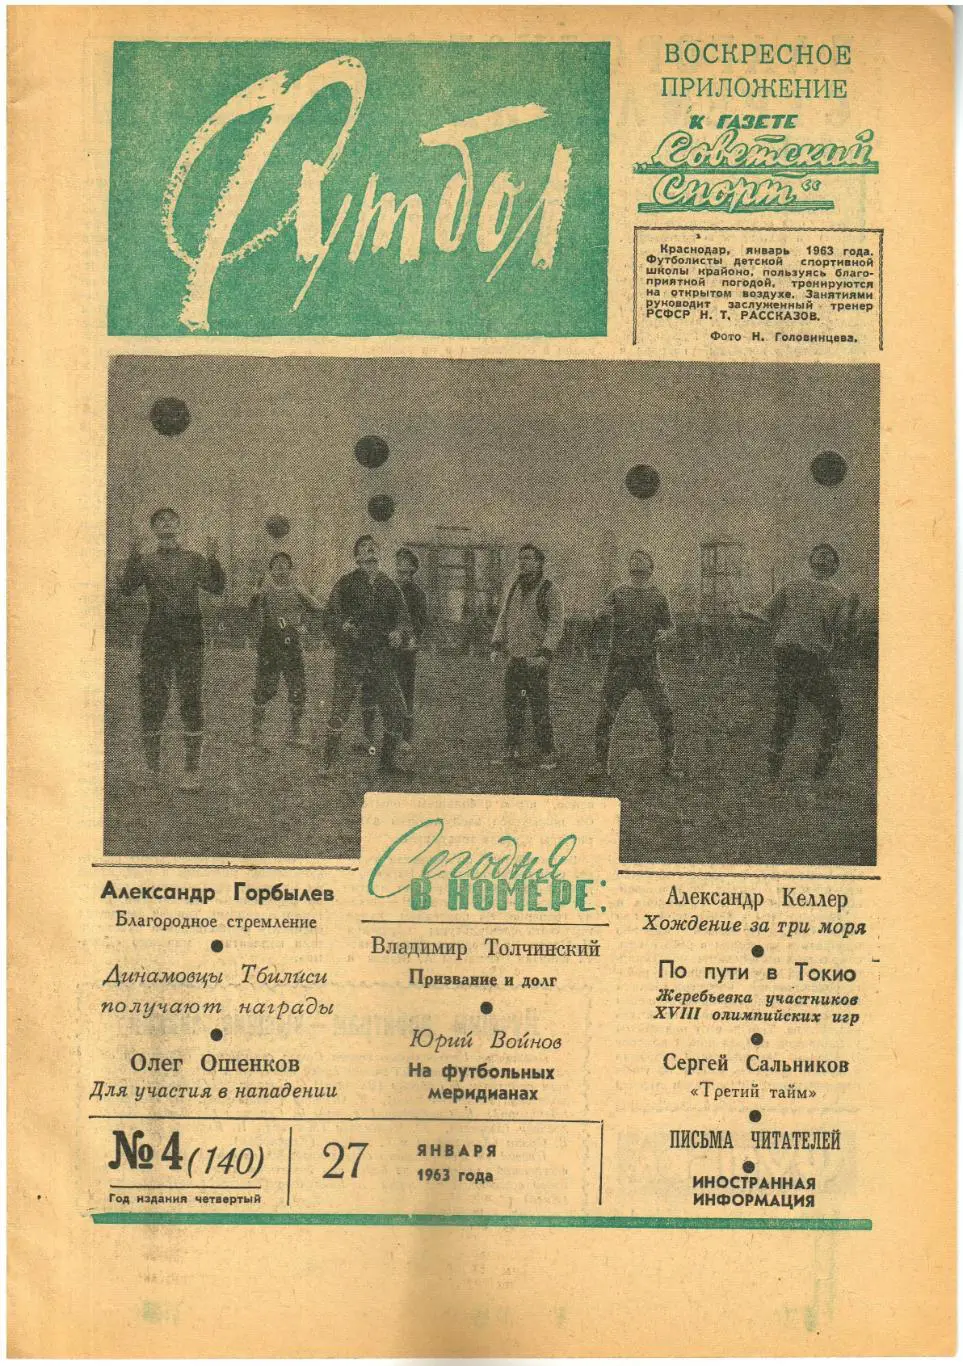 Футбол
ВОСКРЕСНОЕ
ПРИЛОЖЕНИЕ
К ГАЗЕТЕ
„Советский
Спорт“
Краснодар, январь 1963 года.
Футболисты детской спортивной
школы крайоно, пользуясь благо-
приятной погодой, тренируются
на открытом воздухе. Занятиями
руководит заслуженный тренер
РСФСР Н. Т. РАССКАЗОВ.
Фото Н. Головинцева.
Сегодня
В НОМЕРЕ:
Александр Горбылев
Благородное стремление
Динамовцы Тбилиси
получают награды
Олег Ошенков
Для участия в нападении
Владимир Толчинский
Призвание и долг
Юрий Войнов
На футбольных
меридианах
Александр Келлер
Хождение за три моря
По пути в Токио
Жеребьевка участников
XVIII олимпийских игр
Сергей Сальников
«Третий тайм»
ПИСЬМА ЧИТАТЕЛЕЙ
ИНОСТРАННАЯ
ИНФОРМАЦИЯ
№ 4 (140)
Год издания четвертый
27
ЯНВАРЯ
1963 года